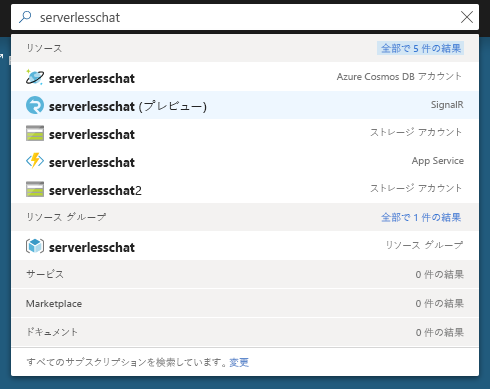 serverlesschat
リソース 全部で 5 件の結果
serverlesschat Azure Cosmos DB アカウント
serverlesschat (プレビュー) SignalR
serverlesschat ストレージ アカウント
serverlesschat App Service
serverlesschat2 ストレージ アカウント
リソース グループ 全部で 1 件の結果
serverlesschat リソース グループ
サービス 0 件の結果
Marketplace 0 件の結果
ドキュメント 0 件の結果
すべてのサブスクリプションを検索しています。 変更